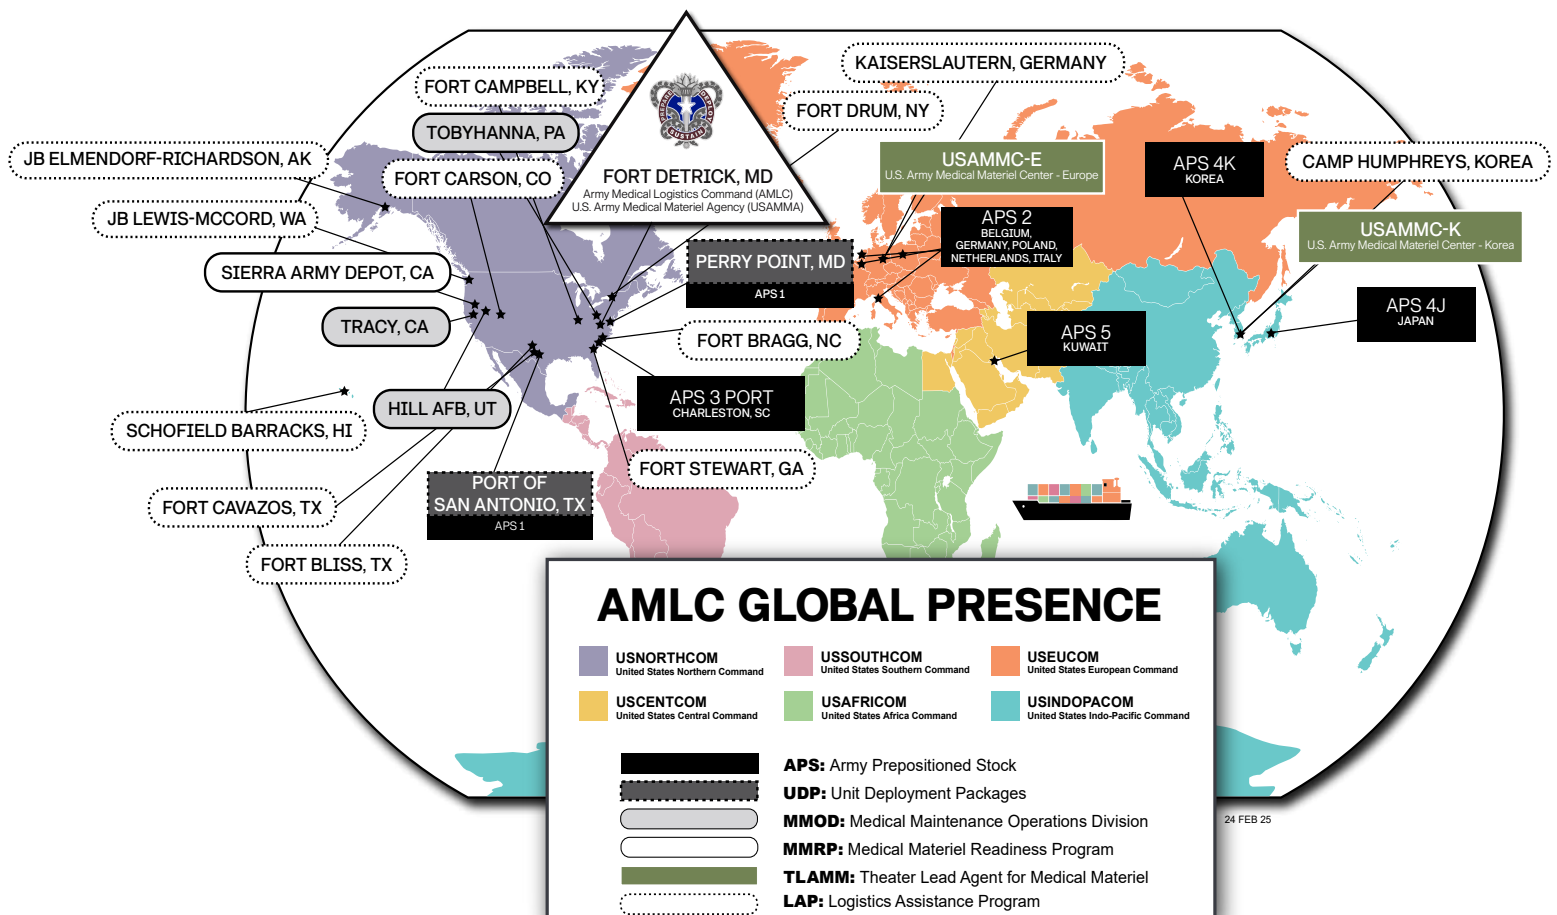 FORT CAMPBELL, KY
TOBYHANNA, PA
JB ELMENDORF-RICHARDSON, AK
FORT CARSON, CO
JB LEWIS-MCCORD, WA
SIERRA ARMY DEPOT, CA
TRACY, CA
HILL AFB, UT
SCHOFIELD BARRACKS, HI
FORT CAVAZOS, TX
FORT BLISS, TX
PORT OF
SAN ANTONIO, TX
APS 1
PREPARE
DEPLOY
SUSTAIN
FORT DETRICK, MD
Army Medical Logistics Command (AMLC)
U.S. Army Medical Materiel Agency (USAMMA)
KAISERSLAUTERN, GERMANY
FORT DRUM, NY
USAMMC-E
U.S. Army Medical Materiel Center - Europe
APS 4K
KOREA
CAMP HUMPHREYS, KOREA
USAMMC-K
U.S. Army Medical Materiel Center - Korea
APS 2
BELGIUM,
GERMANY, POLAND,
NETHERLANDS, ITALY
PERRY POINT, MD
APS 1
APS 4J
JAPAN
APS 5
KUWAIT
FORT BRAGG, NC
APS 3 PORT
CHARLESTON, SC
FORT STEWART, GA
AMLC GLOBAL PRESENCE
USNORTHCOM
United States Northern Command
USSOUTHCOM
United States Southern Command
USEUCOM
United States European Command
USCENTCOM
United States Central Command
USAFRICOM
United States Africa Command
USINDOPACOM
United States Indo-Pacific Command
APS: Army Prepositioned Stock
UDP: Unit Deployment Packages
MMOD: Medical Maintenance Operations Division
MMRP: Medical Materiel Readiness Program
TLAMM: Theater Lead Agent for Medical Materiel
LAP: Logistics Assistance Program
24 FEB 25